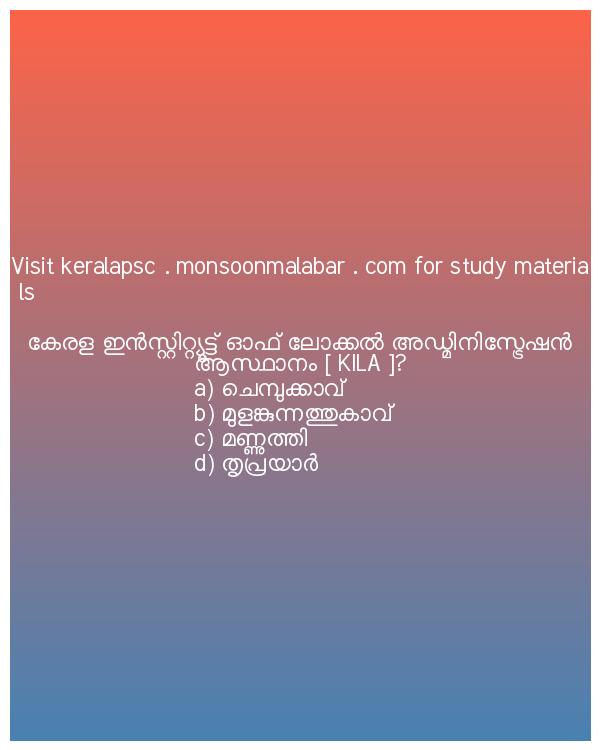 Visit keralapsc . monsoonmalabar . com for study materia
ls
കേരള ഇൻസ്റ്റിറ്റ്യൂട്ട് ഓഫ് ലോക്കൽ അഡ്മിനിസ്ട്രേഷൻ
ആസ്ഥാനം [ KILA ]?
a) ചെമ്പുക്കാവ്
b) മുളങ്കുന്നത്തുകാവ്
c) മണ്ണുത്തി
d) തൃപ്രയാർ